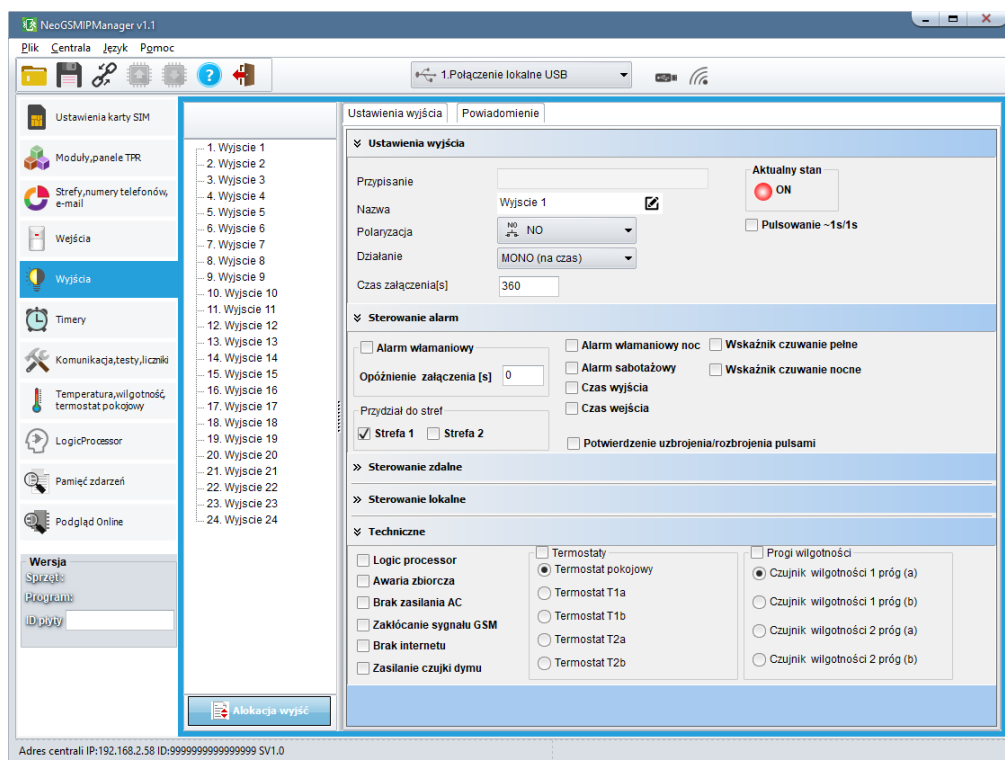 NeoGSMIPManager v1.1
Plik Centrala Język Pomoc
1.Połączenie lokalne USB
Ustawienia karty SIM
Moduły,panele TPR
Strefy,numery telefonów,
e-mail
Wejścia
Wyjścia
Timery
Komunikacja,testy,liczniki
Temperatura,wilgotność,
termostat pokojowy
LogicProcessor
Pamięć zdarzeń
Podgląd Online
Wersja
Sprzęt:
Program:
ID płyty
1. Wyjscie 1
2. Wyjscie 2
3. Wyjscie 3
4. Wyjscie 4
5. Wyjscie 5
6. Wyjscie 6
7. Wyjscie 7
8. Wyjscie 8
9. Wyjscie 9
10. Wyjscie 10
11. Wyjscie 11
12. Wyjscie 12
13. Wyjscie 13
14. Wyjscie 14
15. Wyjscie 15
16. Wyjscie 16
17. Wyjscie 17
18. Wyjscie 18
19. Wyjscie 19
20. Wyjscie 20
21. Wyjscie 21
22. Wyjscie 22
23. Wyjscie 23
24. Wyjscie 24
Alokacja wyjść
Ustawienia wyjścia Powiadomienie
Ustawienia wyjścia
Przypisanie
Nazwa Wyjscie 1
Polaryzacja NO NO
Działanie MONO (na czas)
Czas załączenia[s] 360
Aktualny stan
ON
Pulsowanie ~1s/1s
Sterowanie alarm
Alarm włamaniowy
Opóźnienie załączenia [s] 0
Przydział do stref
Strefa 1 Strefa 2
Alarm włamaniowy noc Wskaźnik czuwanie pełne
Alarm sabotażowy Wskaźnik czuwanie nocne
Czas wyjścia
Czas wejścia
Potwierdzenie uzbrojenia/rozbrojenia pulsami
Sterowanie zdalne
Sterowanie lokalne
Techniczne
Logic processor
Awaria zbiorcza
Brak zasilania AC
Zakłócanie sygnału GSM
Brak internetu
Zasilanie czujki dymu
Termostaty
Termostat pokojowy
Termostat T1a
Termostat T1b
Termostat T2a
Termostat T2b
Progi wilgotności
Czujnik wilgotności 1 próg (a)
Czujnik wilgotności 1 próg (b)
Czujnik wilgotności 2 próg (a)
Czujnik wilgotności 2 próg (b)
Adres centrali IP:192.168.2.58 ID:9999999999999999 SV1.0